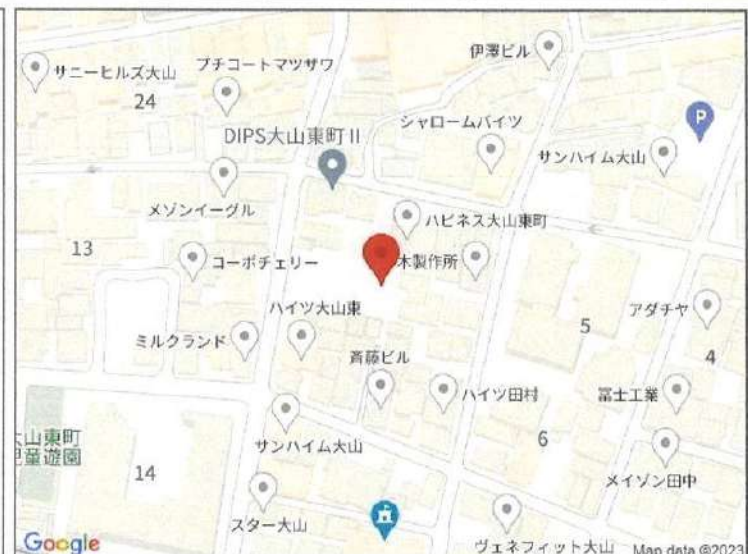 伊澤ビル
サニーヒルズ大山
プチコートマツサワ
24
シャロームハイツ
P
DIPS大山東町 II
サンハイム大山
メゾンイーグル
ハピネス大山東町
13
コーポチェリー
木製作所
ハイツ大山東
アダチヤ
5
ミルクランド
斉藤ビル
4
ハイツ田村
冨士工業
サンハイム大山
6
山東町
児童遊園
14
メイゾン田中
スター大山
Google
ヴェネフィット大山
Map data ©2023